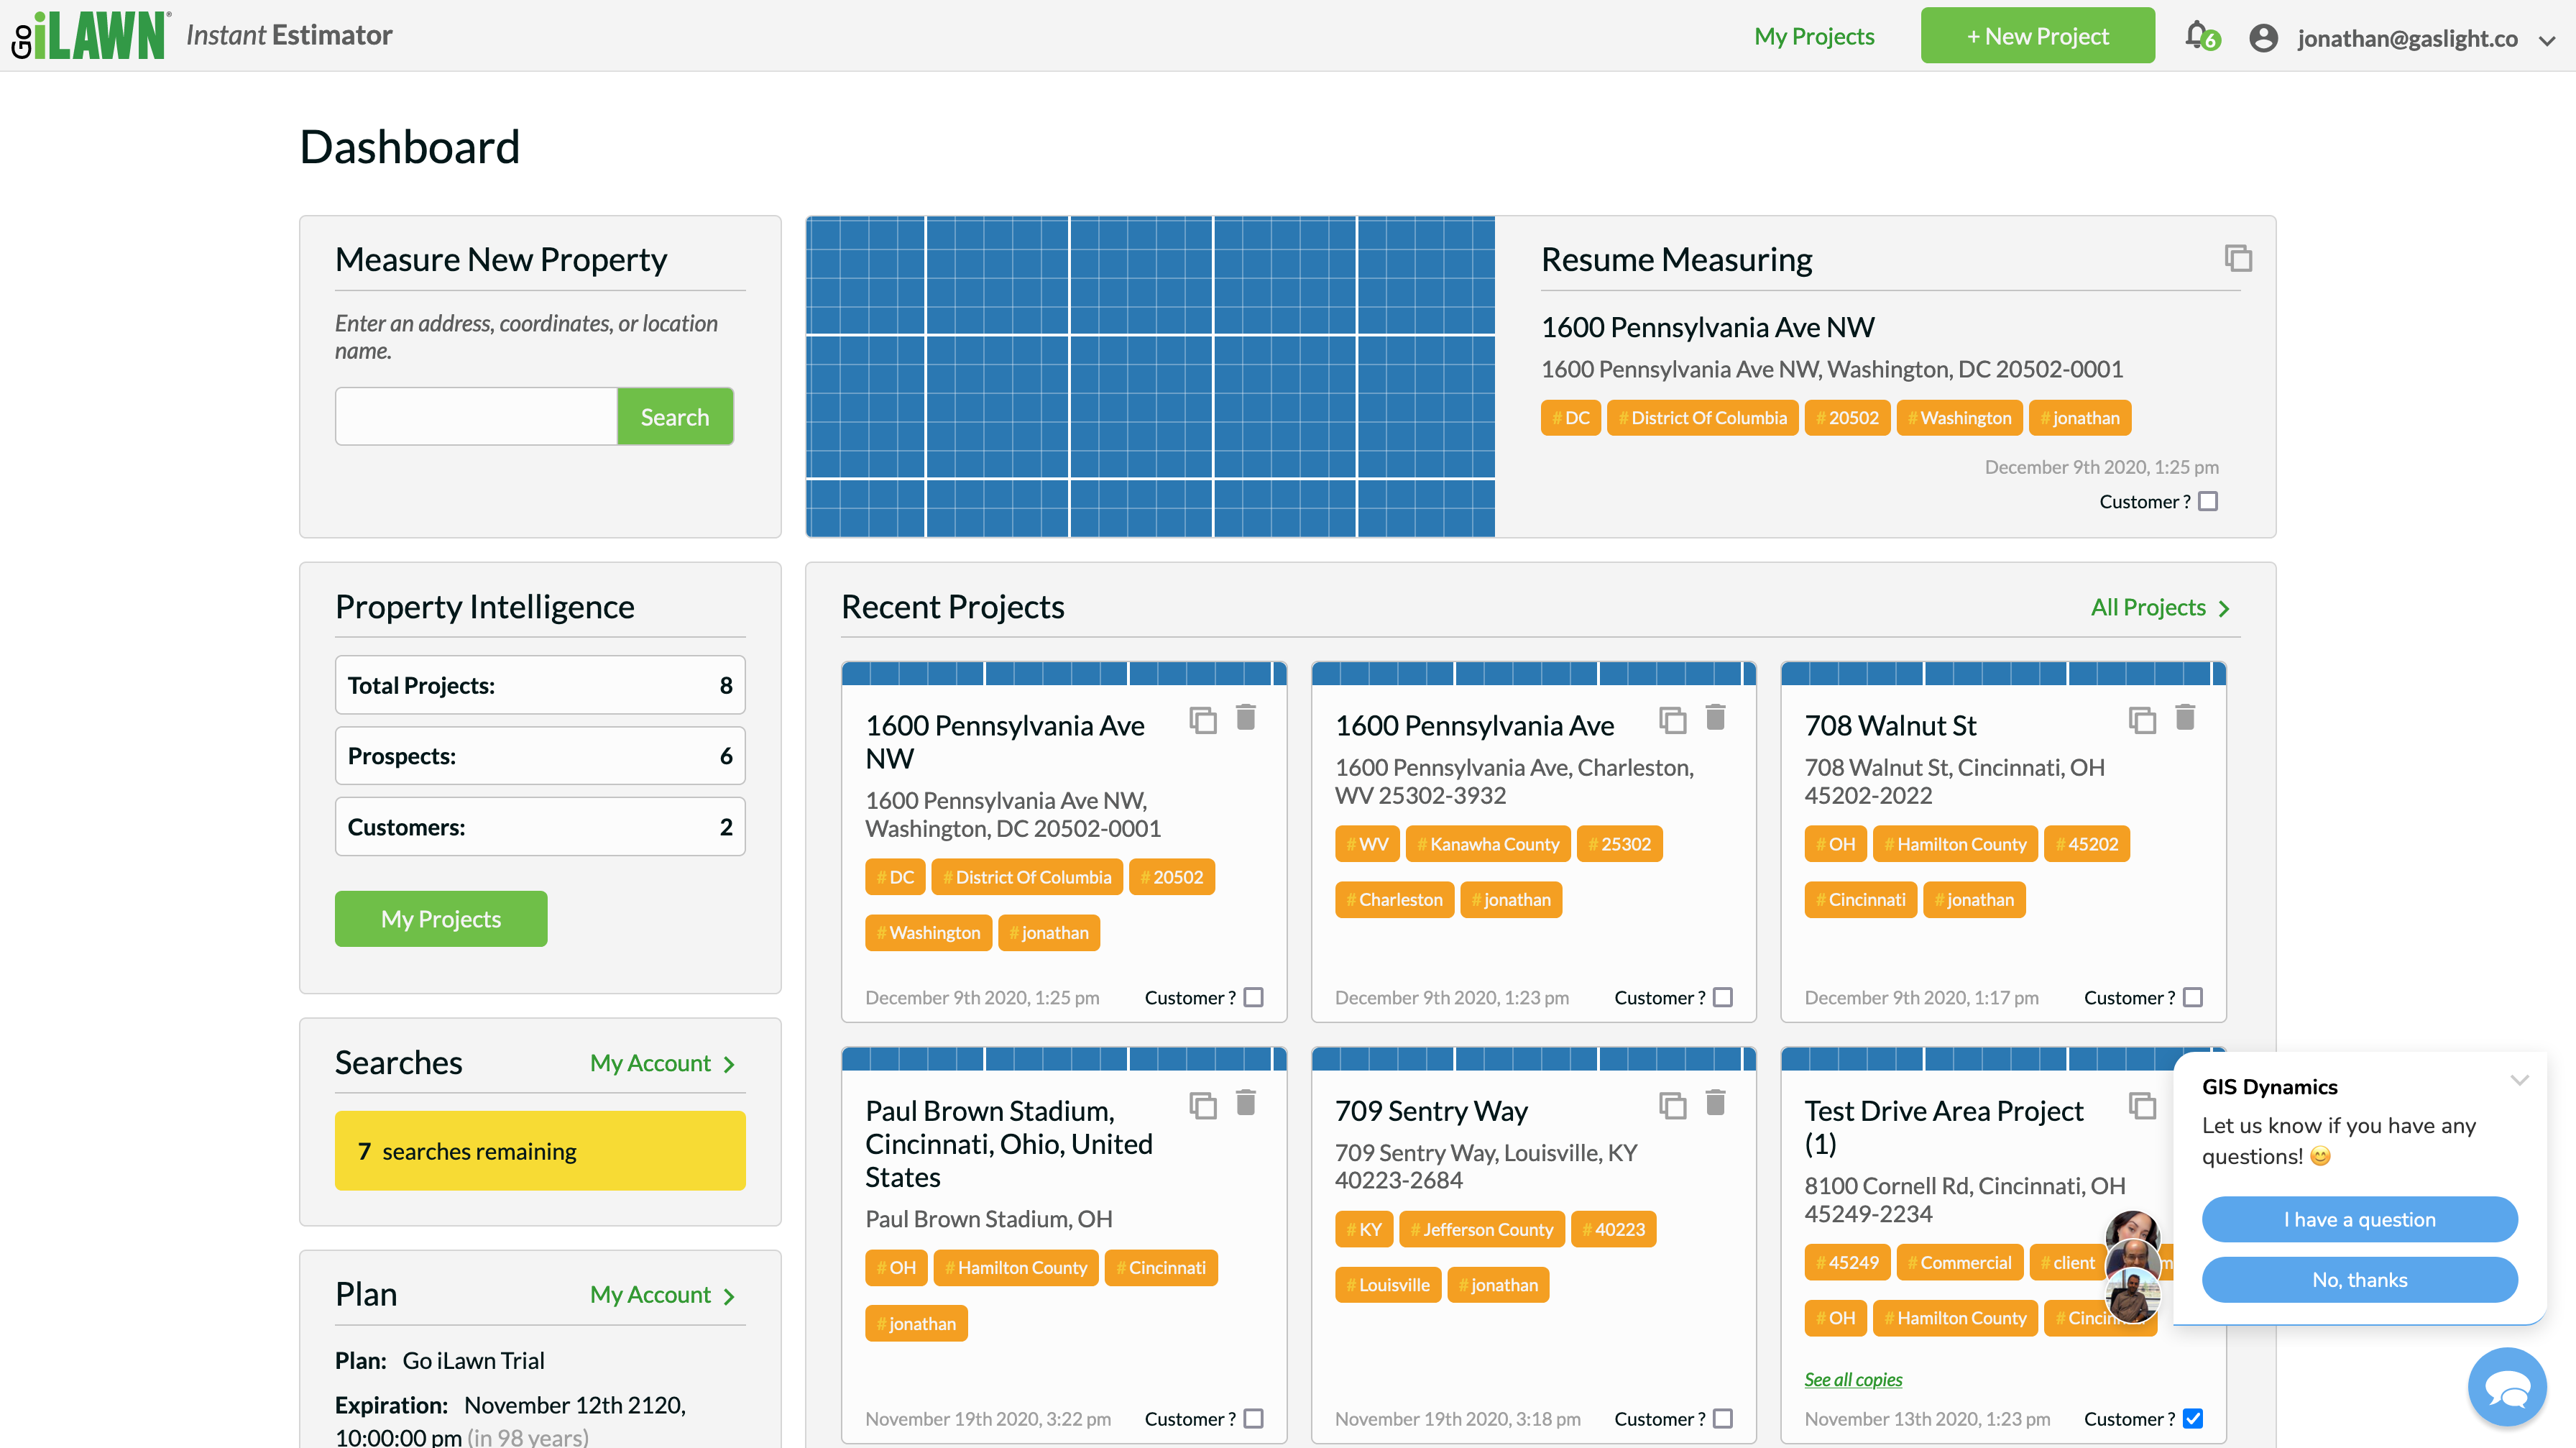 Go iLAWN® Instant Estimator
My Projects
+ New Project
6
jonathan@gaslight.co
Dashboard
Measure New Property
Enter an address, coordinates, or location
name.
Search
Resume Measuring
1600 Pennsylvania Ave NW
1600 Pennsylvania Ave NW, Washington, DC 20502-0001
# DC # District Of Columbia # 20502 # Washington # jonathan
December 9th 2020, 1:25 pm
Customer ?
Property Intelligence
Total Projects: 8
Prospects: 6
Customers: 2
My Projects
Searches My Account
7 searches remaining
Plan My Account
Plan: Go iLawn Trial
Expiration: November 12th 2120,
10:00:00 pm (in 98 years)
Recent Projects
All Projects
1600 Pennsylvania Ave
NW
1600 Pennsylvania Ave NW,
Washington, DC 20502-0001
# DC # District Of Columbia # 20502
# Washington # jonathan
December 9th 2020, 1:25 pm Customer ?
1600 Pennsylvania Ave
1600 Pennsylvania Ave, Charleston,
WV 25302-3932
# WV # Kanawha County # 25302
# Charleston # jonathan
December 9th 2020, 1:23 pm Customer ?
708 Walnut St
708 Walnut St, Cincinnati, OH
45202-2022
# OH # Hamilton County # 45202
# Cincinnati # jonathan
December 9th 2020, 1:17 pm Customer ?
Paul Brown Stadium,
Cincinnati, Ohio, United
States
Paul Brown Stadium, OH
# OH # Hamilton County # Cincinnati
# jonathan
November 19th 2020, 3:22 pm Customer ?
709 Sentry Way
709 Sentry Way, Louisville, KY
40223-2684
# KY # Jefferson County # 40223
# Louisville # jonathan
November 19th 2020, 3:18 pm Customer ?
Test Drive Area Project
(1)
8100 Cornell Rd, Cincinnati, OH
45249-2234
# 45249 # Commercial # client
# OH # Hamilton County
See all copies
November 13th 2020, 1:23 pm Customer ?
GIS Dynamics
Let us know if you have any
questions! 😊
I have a question
No, thanks